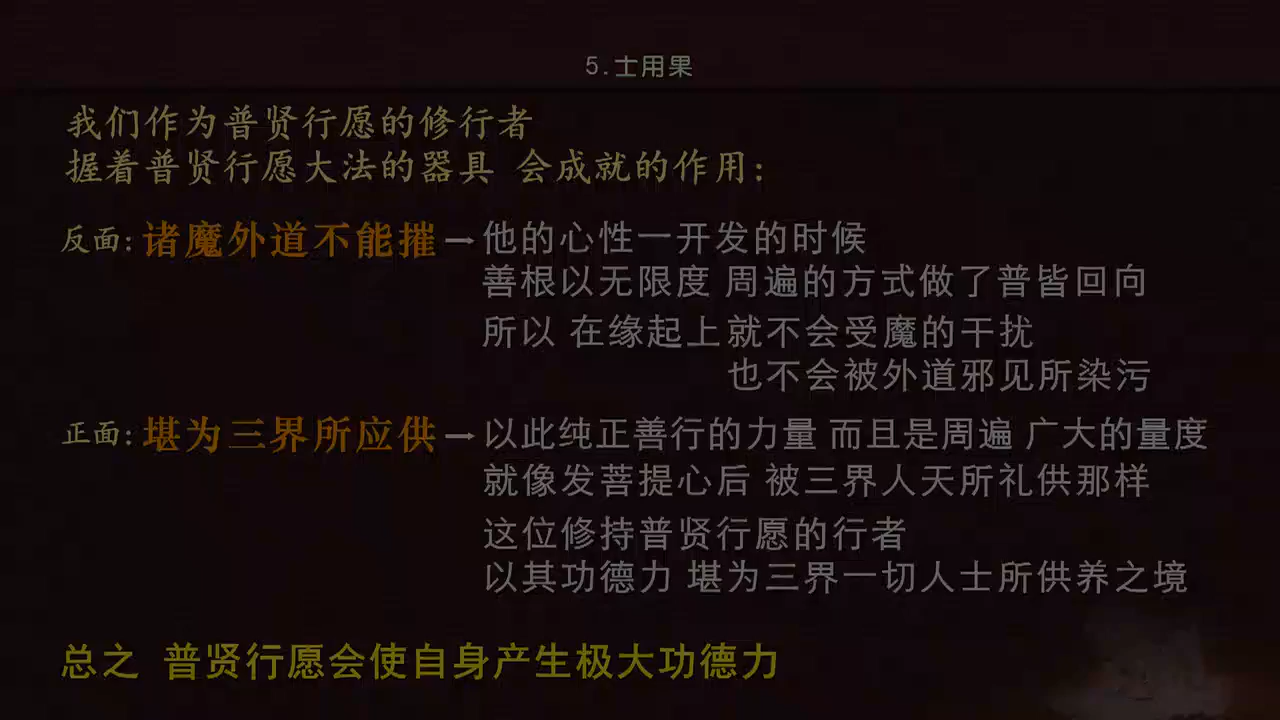 5.士用果
我们作为普贤行愿的修行者
握着普贤行愿大法的器具 会成就的作用:
反面:诸魔外道不能摧→他的心性一开发的时候
善根以无限度 周遍的方式做了普皆回向
所以 在缘起上就不会受魔的干扰
也不会被外道邪见所染污
正面:堪为三界所应供→以此纯正善行的力量 而且是周遍 广大的量度
就像发菩提心后 被三界人天所礼供那样
这位修持普贤行愿的行者
以其功德力 堪为三界一切人士所供养之境
总之 普贤行愿会使自身产生极大功德力